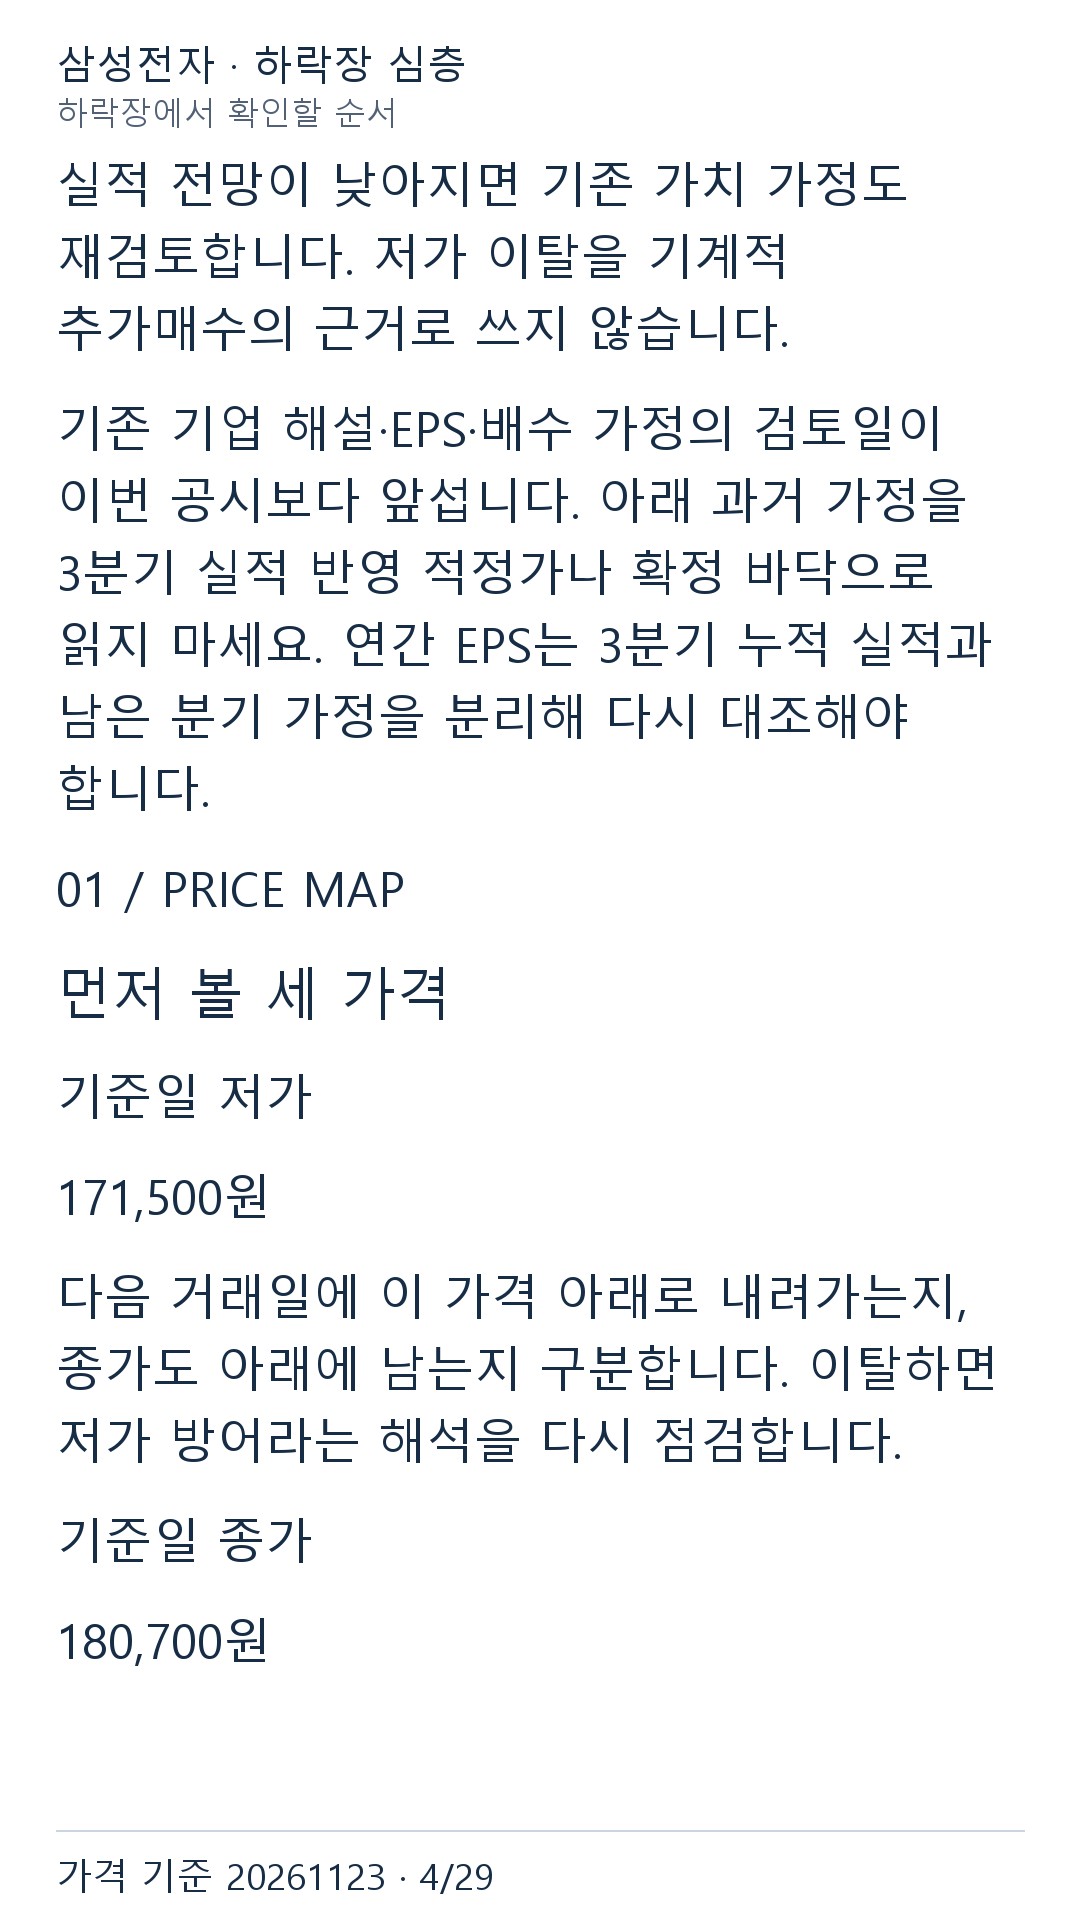 삼성전자 · 하락장 심층
하락장에서 확인할 순서
실적 전망이 낮아지면 기존 가치 가정도
재검토합니다. 저가 이탈을 기계적
추가매수의 근거로 쓰지 않습니다.
기존 기업 해설·EPS·배수 가정의 검토일이
이번 공시보다 앞섭니다. 아래 과거 가정을
3분기 실적 반영 적정가나 확정 바닥으로
읽지 마세요. 연간 EPS는 3분기 누적 실적과
남은 분기 가정을 분리해 다시 대조해야
합니다.
01 / PRICE MAP
먼저 볼 세 가격
기준일 저가
171,500원
다음 거래일에 이 가격 아래로 내려가는지,
종가도 아래에 남는지 구분합니다. 이탈하면
저가 방어라는 해석을 다시 점검합니다.
기준일 종가
180,700원
가격 기준 20261123 · 4/29